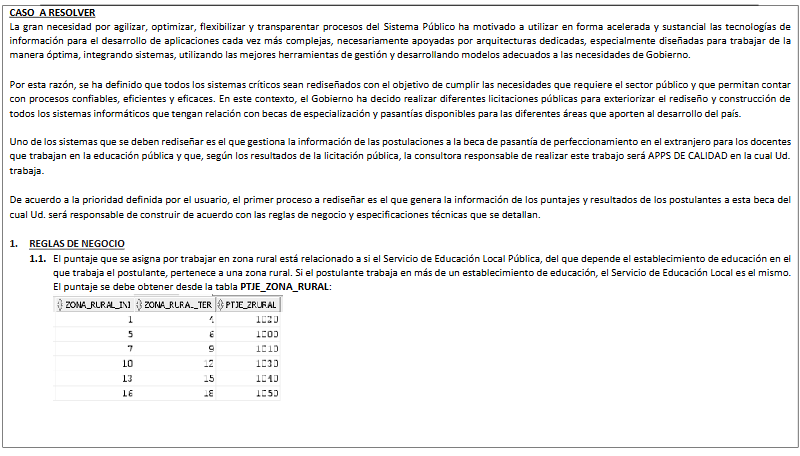 CASO A RESOLVER
La gran necesidad por agilizar, optimizar, flexibilizar y transparentar procesos del Sistema Público ha motivado a utilizar en forma acelerada y sustancial las tecnologías de
información para el desarrollo de aplicaciones cada vez más complejas, necesariamente apoyadas por arquitecturas dedicadas, especialmente diseñadas para trabajar de la
manera óptima, integrando sistemas, utilizando las mejores herramientas de gestión y desarrollando modelos adecuados a las necesidades de Gobierno.
Por esta razón, se ha definido que todos los sistemas críticos sean rediseñados con el objetivo de cumplir las necesidades que requiere el sector público y que permitan contar
con procesos confiables, eficientes y eficaces. En este contexto, el Gobierno ha decido realizar diferentes licitaciones públicas para exteriorizar el rediseño y construcción de
todos los sistemas informáticos que tengan relación con becas de especialización y pasantías disponibles para las diferentes áreas que aporten al desarrollo del país.
Uno de los sistemas que se deben rediseñar es el que gestiona la información de las postulaciones a la beca de pasantía de perfeccionamiento en el extranjero para los docentes
que trabajan en la educación pública y que, según los resultados de la licitación pública, la consultora responsable de realizar este trabajo será APPS DE CALIDAD en la cual Ud.
trabaja.
De acuerdo a la prioridad definida por el usuario, el primer proceso a rediseñar es el que genera la información de los puntajes y resultados de los postulantes a esta beca del
cual Ud. será responsable de construir de acuerdo con las reglas de negocio y especificaciones técnicas que se detallan.
1. REGLAS DE NEGOCIO
1.1. El puntaje que se asigna por trabajar en zona rural está relacionado a si el Servicio de Educación Local Pública, del que depende el establecimiento de educación en el
que trabaja el postulante, pertenece a una zona rural. Si el postulante trabaja en más de un establecimiento de educación, el Servicio de Educación Local es el mismo.
El puntaje se debe obtener desde la tabla PTJE_ZONA_RURAL:
ZONA_RURAL_INI ZONA_RURAL_TER PTJE_ZRURAL
1 4 1020
5 6 1000
7 9 1010
10 12 1030
13 15 1040
16 18 1050